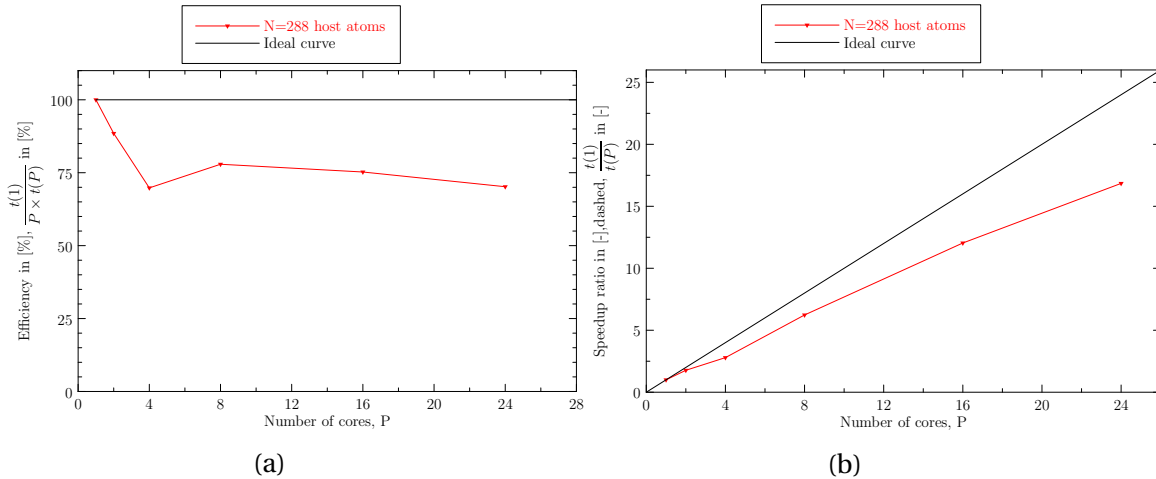 N=288 host atoms
Ideal curve
Efficiency in [%], t(1) / P × t(P) in [%]
100
75
50
25
0
0 4 8 12 16 20 24 28
Number of cores, P
(a)
N=288 host atoms
Ideal curve
Speedup ratio in [-],dashed, t(1) / t(P) in [-]
25
20
15
10
5
0
0 4 8 12 16 20 24
Number of cores, P
(b)